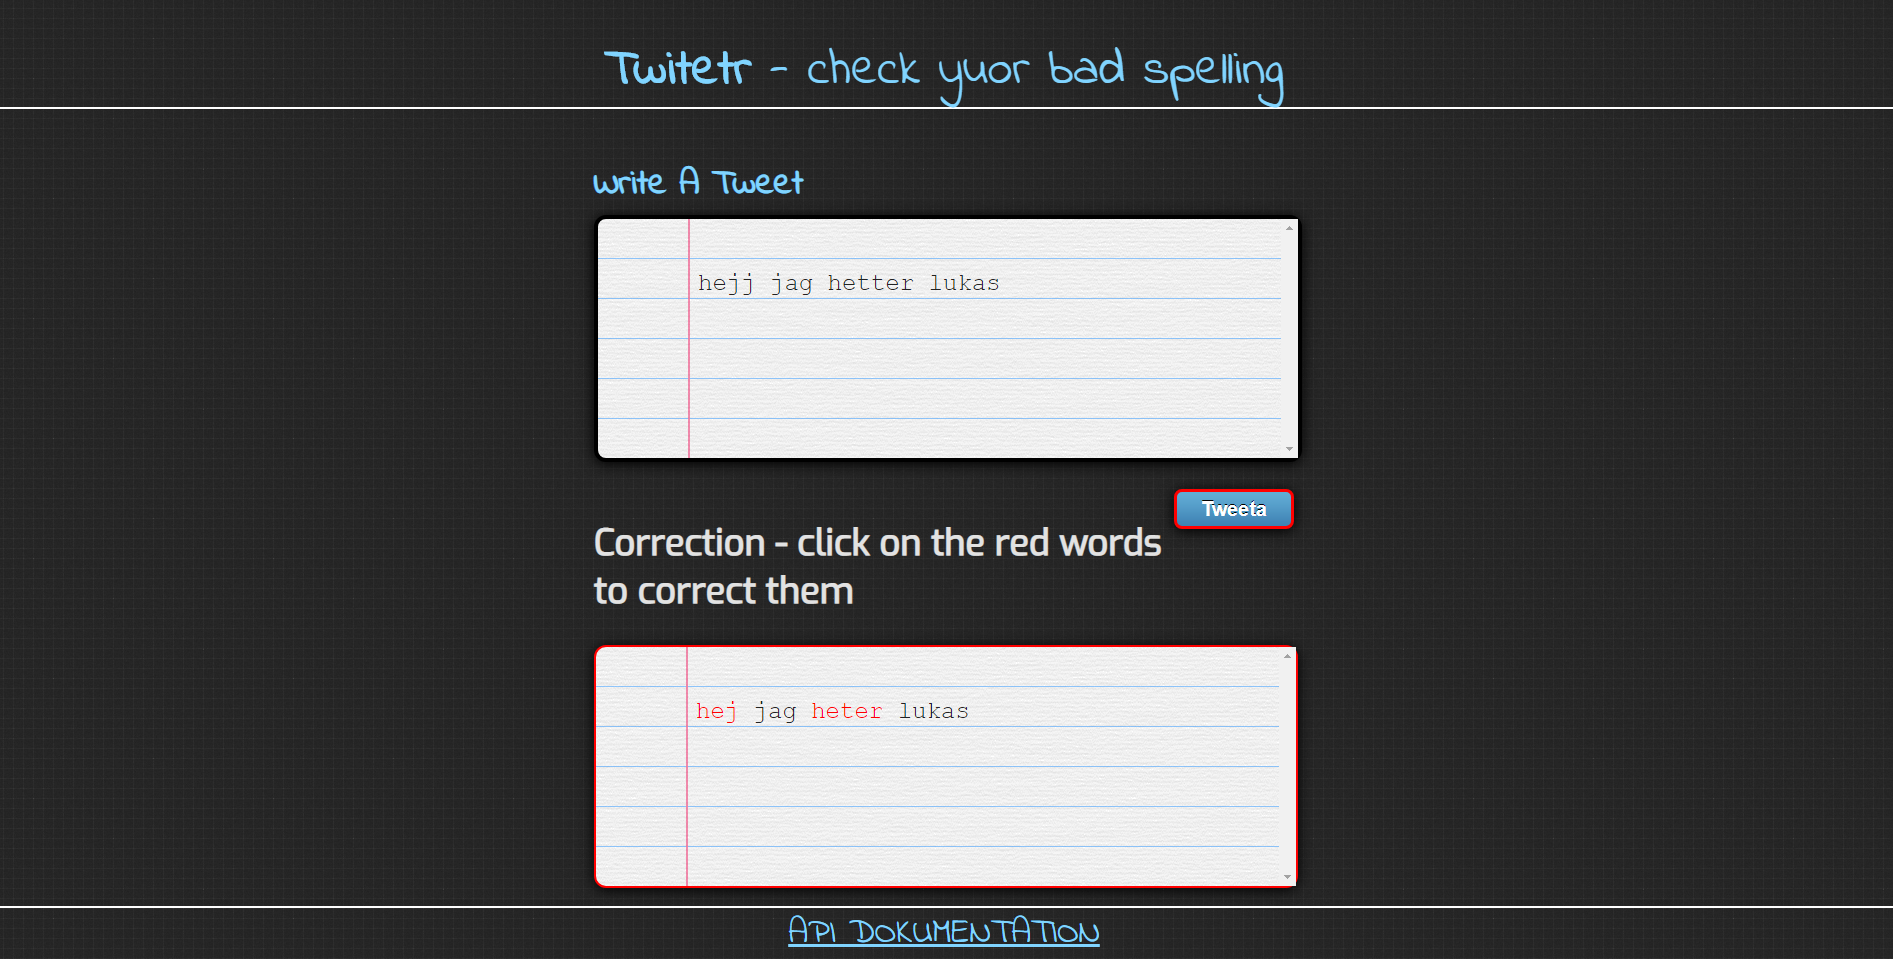 Twitetr - check yuor bad spelling
Write A Tweet
hejj jag hetter lukas
Tweeta
Correction - click on the red words
to correct them
hej jag heter lukas
API DOKUMENTATION